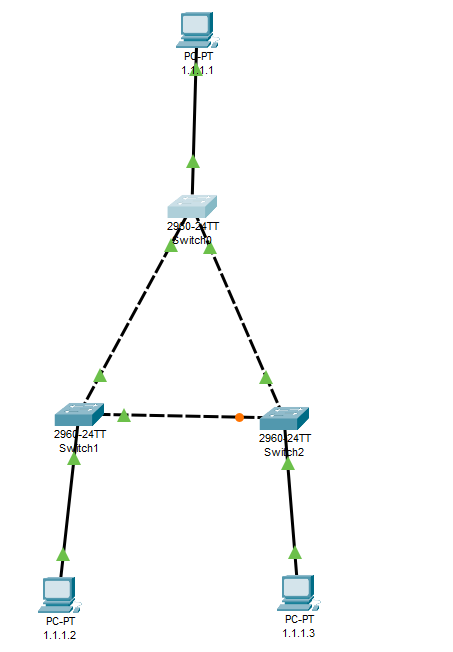 PC-PT
1.1.1.1
2960-24TT
Switch0
2960-24TT
Switch1
2960-24TT
Switch2
PC-PT
1.1.1.2
PC-PT
1.1.1.3